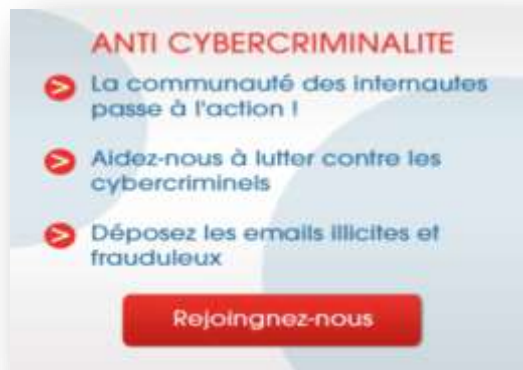 ANTI CYBERCRIMINALITE
> La communauté des internautes
passe à l'action !
> Aidez-nous à lutter contre les
cybercriminels
> Déposez les emails illicites et
frauduleux
Rejoingnez-nous